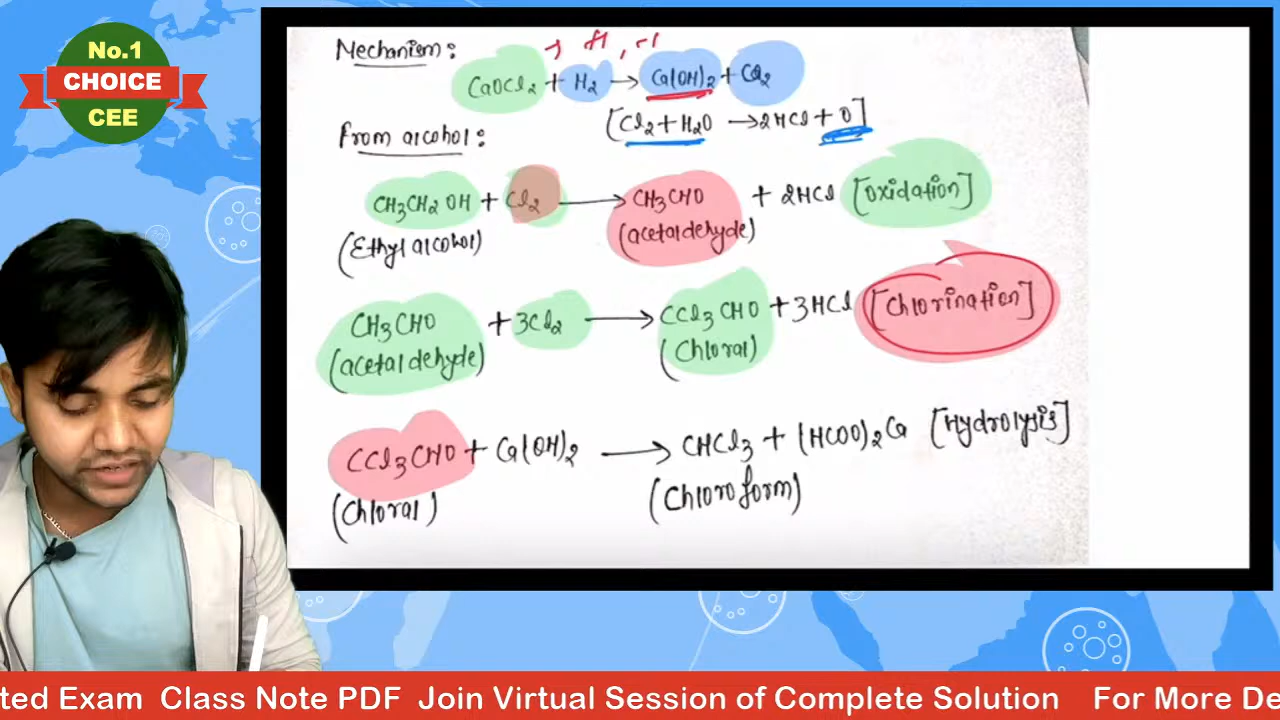 No.1
CHOICE
CEE
Mechanism:
+ +1, -1
CaOCl2 + H2 → Ca(OH)2 + Cl2
[Cl2 + H2O → 2HCl + O]
From alcohol:
CH3CH2OH + Cl2 → CH3CHO + 2HCl [Oxidation]
(Ethyl alcohol) (acetaldehyde)
CH3CHO + 3Cl2 → CCl3CHO + 3HCl [Chlorination]
(acetaldehyde) (Chloral)
CCl3CHO + Ca(OH)2 → CHCl3 + (HCOO)2Ca [Hydrolysis]
(Chloral) (Chloroform)
ted Exam Class Note PDF Join Virtual Session of Complete Solution For More De